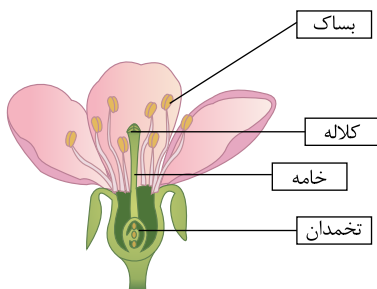 بساک
کلاله
خامه
تخمدان